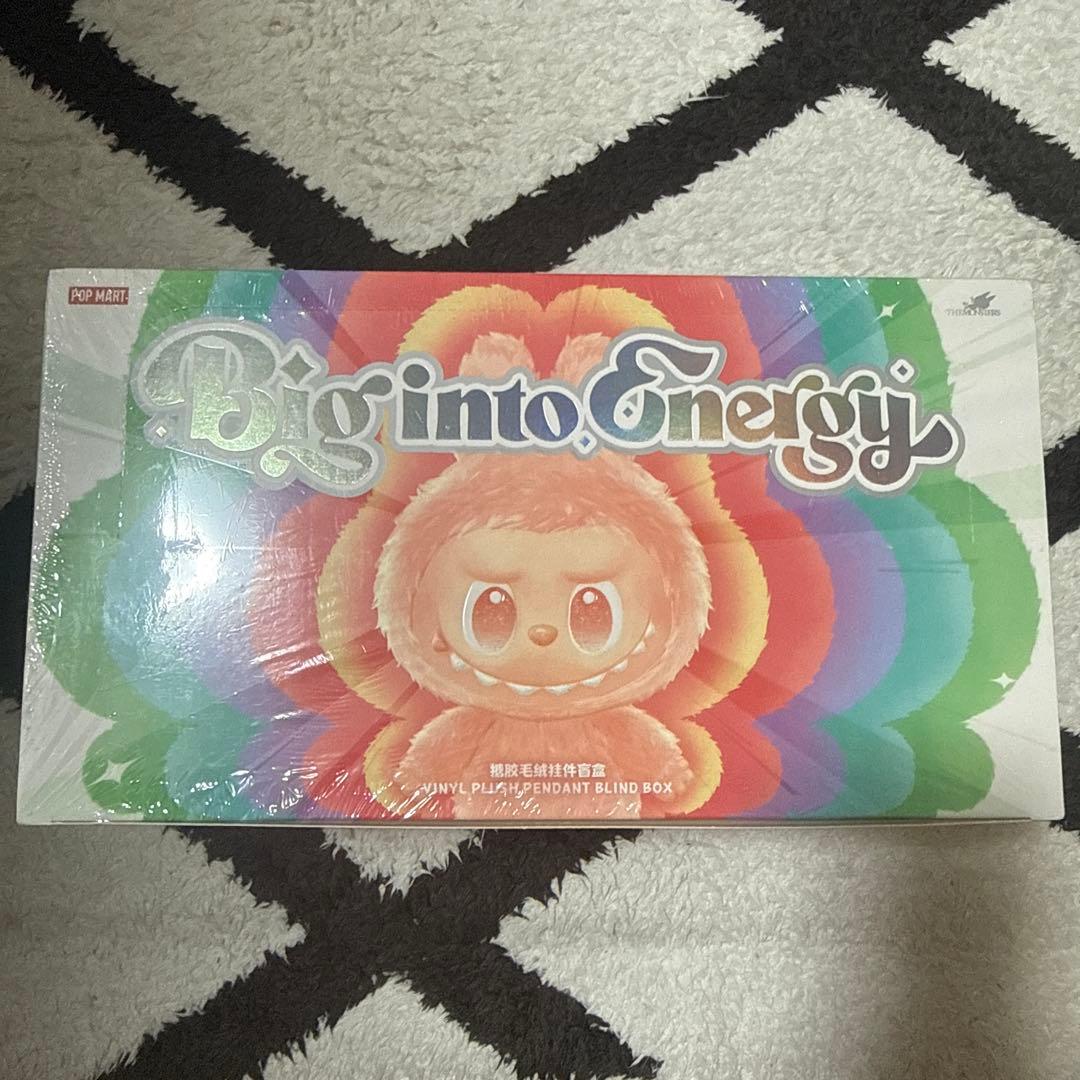 POP MART
THE MONSTERS
Big into Energy
搪胶毛绒挂件盲盒
VINYL PLUSH PENDANT BLIND BOX